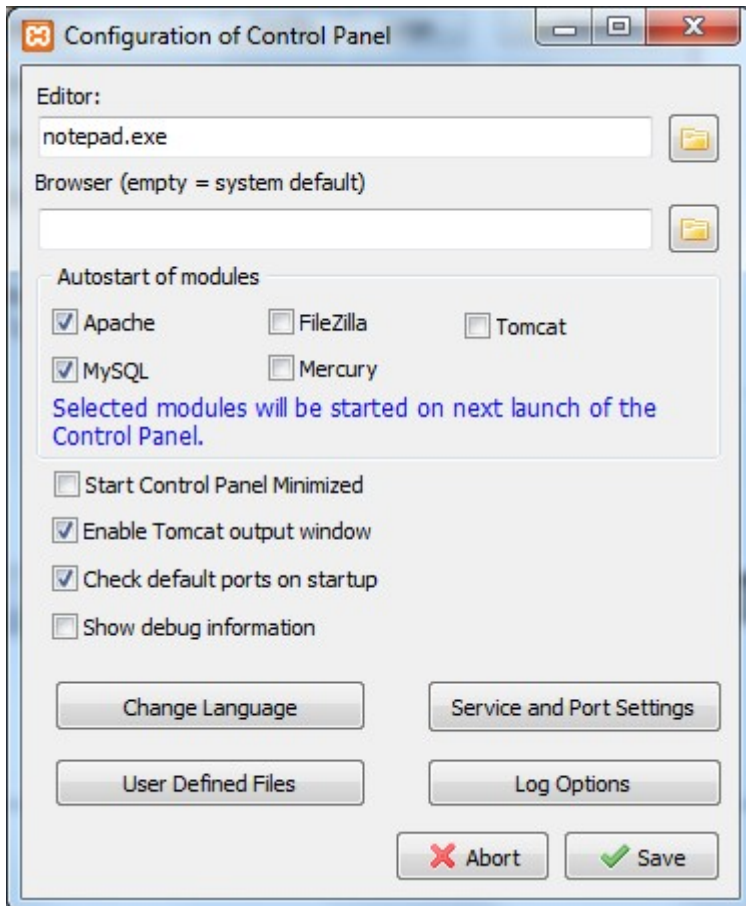 Configuration of Control Panel
Editor:
notepad.exe
Browser (empty = system default)
Autostart of modules
Apache
FileZilla
Tomcat
MySQL
Mercury
Selected modules will be started on next launch of the
Control Panel.
Start Control Panel Minimized
Enable Tomcat output window
Check default ports on startup
Show debug information
Change Language
Service and Port Settings
User Defined Files
Log Options
Abort
Save